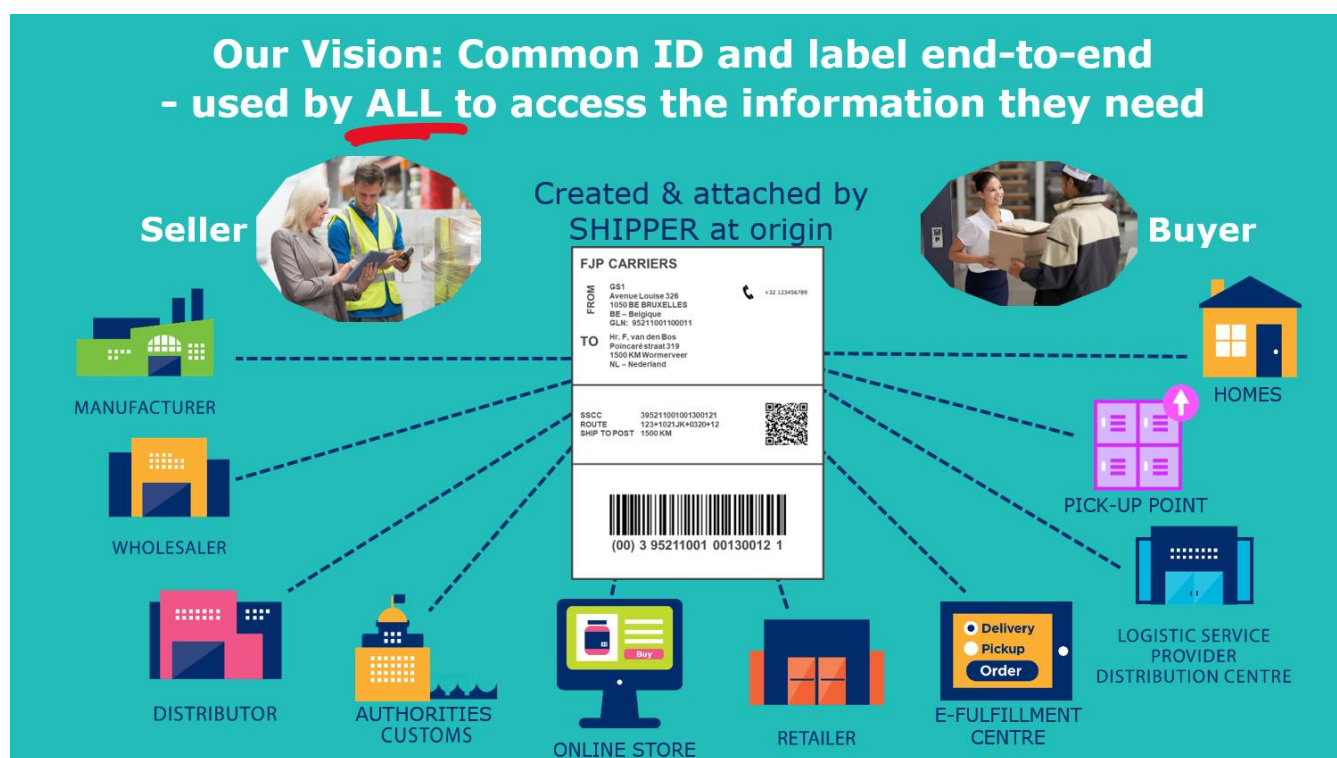 Our Vision: Common ID and label end-to-end
- used by ALL to access the information they need
Seller
Created & attached by
SHIPPER at origin
Buyer
FJP CARRIERS
FROM
GS1
Avenue Louise 326
1050 BE BRUXELLES
BE – Belgique
GLN: 95211001100011
+32 123456789
TO
Hr. F, van den Bos
Poincaré straat 319
1500 KM Wormerveer
NL – Nederland
SSCC 395211001001300121
ROUTE 123+1021JK+0320+12
SHIP TO POST 1500 KM
(00) 3 95211001 00130012 1
MANUFACTURER
WHOLESALER
DISTRIBUTOR
AUTHORITIES
CUSTOMS
Buy
ONLINE STORE
RETAILER
Delivery
Pickup
Order
E-FULFILLMENT
CENTRE
LOGISTIC SERVICE
PROVIDER
DISTRIBUTION CENTRE
PICK-UP POINT
HOMES